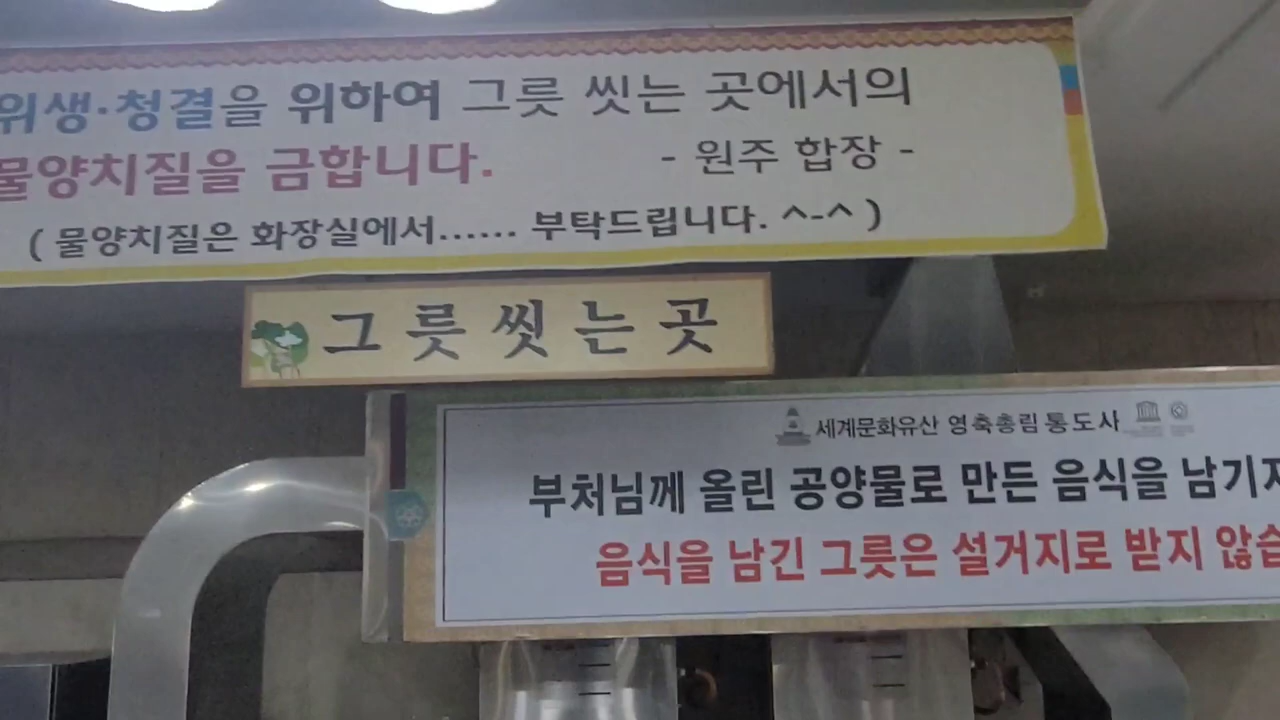 위생·청결을 위하여 그릇 씻는 곳에서의
물양치질을 금합니다.
- 원주 합장 -
( 물양치질은 화장실에서...... 부탁드립니다. ^-^ )
그릇 씻는 곳
세계문화유산 영축총림 통도사
부처님께 올린 공양물로 만든 음식을 남기지
음식을 남긴 그릇은 설거지로 받지 않습